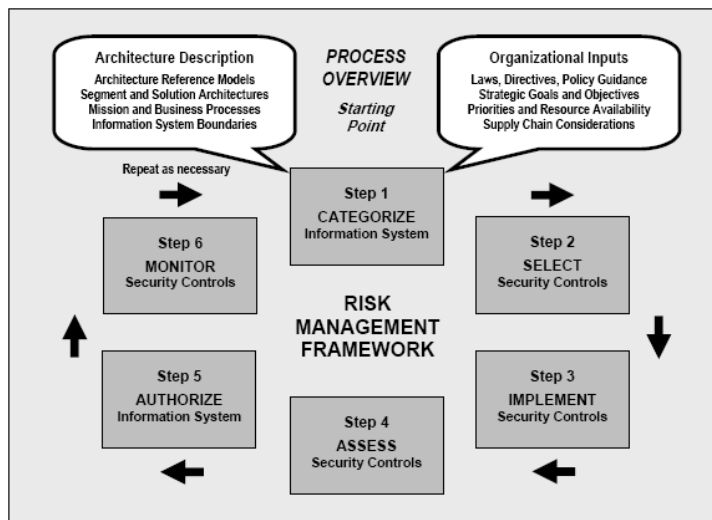 Architecture Description
Architecture Reference Models
Segment and Solution Architectures
Mission and Business Processes
Information System Boundaries
PROCESS
OVERVIEW
Starting
Point
Organizational Inputs
Laws, Directives, Policy Guidance
Strategic Goals and Objectives
Priorities and Resource Availability
Supply Chain Considerations
Repeat as necessary
Step 1
CATEGORIZE
Information System
Step 2
SELECT
Security Controls
Step 3
IMPLEMENT
Security Controls
Step 4
ASSESS
Security Controls
Step 5
AUTHORIZE
Information System
Step 6
MONITOR
Security Controls
RISK
MANAGEMENT
FRAMEWORK